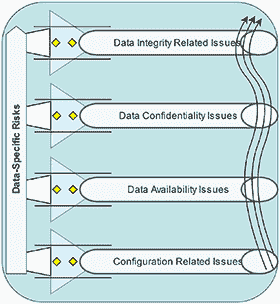 Data-Specific Risks
Data Integrity Related Issues
Data Confidentiality Issues
Data Availability Issues
Configuration Related Issues